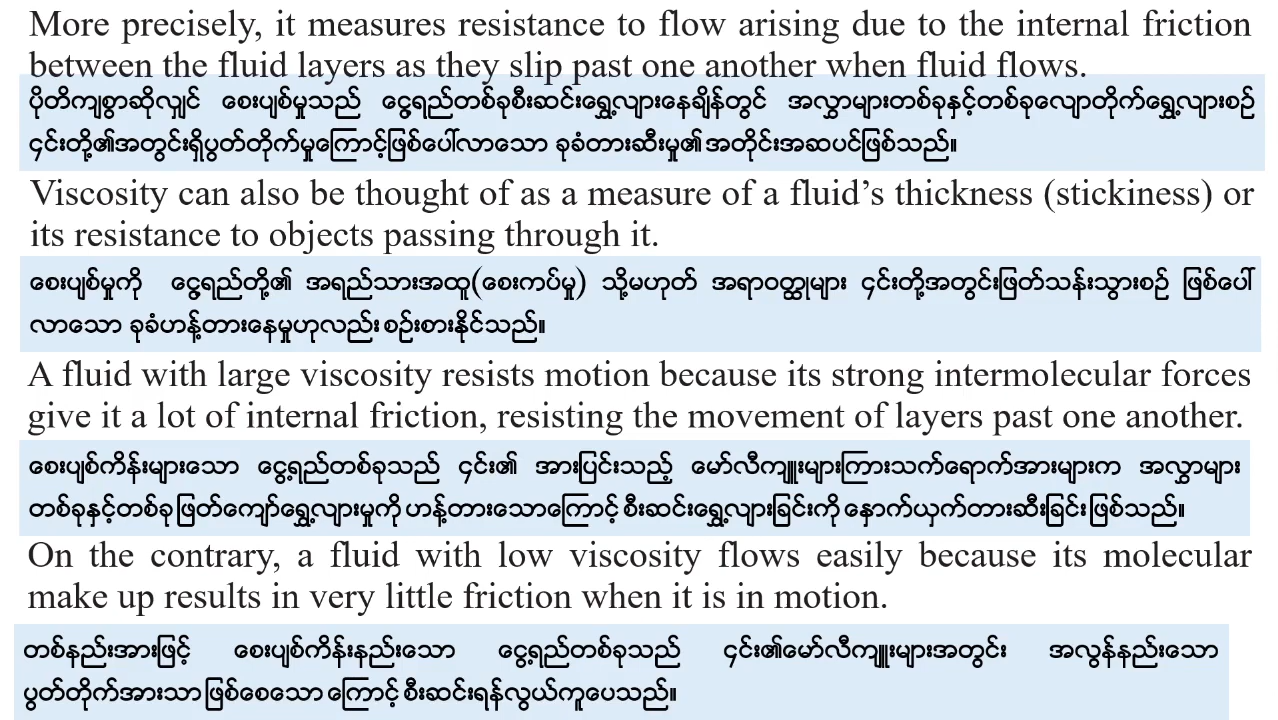 More precisely, it measures resistance to flow arising due to the internal friction
between the fluid layers as they slip past one another when fluid flows.
ပိုတိကျစွာဆိုလျှင် စေးပျစ်မှုသည် ငွေ့ရည်တစ်ခုစီးဆင်းရွှေ့လျားနေချိန်တွင် အလွှာများတစ်ခုနှင့်တစ်ခုလျောတိုက်ရွှေ့လျားစဉ်
၄င်းတို့၏အတွင်းရှိပွတ်တိုက်မှုကြောင့်ဖြစ်ပေါ်လာသော ခုခံတားဆီးမှု၏ အတိုင်းအဆပင်ဖြစ်သည်။
Viscosity can also be thought of as a measure of a fluid’s thickness (stickiness) or
its resistance to objects passing through it.
စေးပျစ်မှုကို ငွေ့ရည်တို့၏ အရည်သားအထူ(စေးကပ်မှု) သို့မဟုတ် အရာဝတ္ထုများ ၄င်းတို့အတွင်းဖြတ်သန်းသွားစဉ် ဖြစ်ပေါ်
လာသော ခုခံဟန့်တားနေမှုဟုလည်း စဉ်းစားနိုင်သည်။
A fluid with large viscosity resists motion because its strong intermolecular forces
give it a lot of internal friction, resisting the movement of layers past one another.
စေးပျစ်ကိန်းများသော ငွေ့ရည်တစ်ခုသည် ၄င်း၏ အားပြင်းသည့် မော်လီကျူးများကြားသက်ရောက်အားများက အလွှာများ
တစ်ခုနှင့်တစ်ခု ဖြတ်ကျော်ရွှေ့လျားမှုကို ဟန့်တားသောကြောင့် စီးဆင်းရွှေ့လျားခြင်းကို နှောက်ယှက်တားဆီးခြင်း ဖြစ်သည်။
On the contrary, a fluid with low viscosity flows easily because its molecular
make up results in very little friction when it is in motion.
တစ်နည်းအားဖြင့် စေးပျစ်ကိန်းနည်းသော ငွေ့ရည်တစ်ခုသည် ၄င်း၏မော်လီကျူးများအတွင်း အလွန်နည်းသော
ပွတ်တိုက်အားသာ ဖြစ်စေသော ကြောင့် စီးဆင်းရန်လွယ်ကူပေသည်။